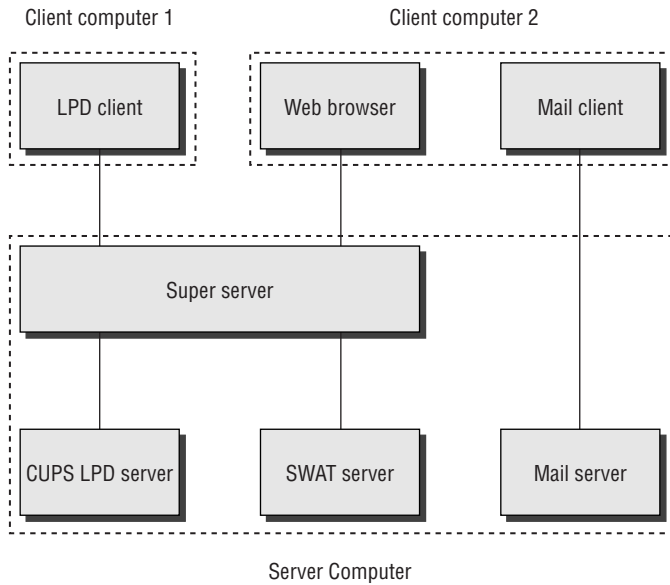 Client computer 1
Client computer 2
LPD client
Web browser
Mail client
Super server
CUPS LPD server
SWAT server
Mail server
Server Computer